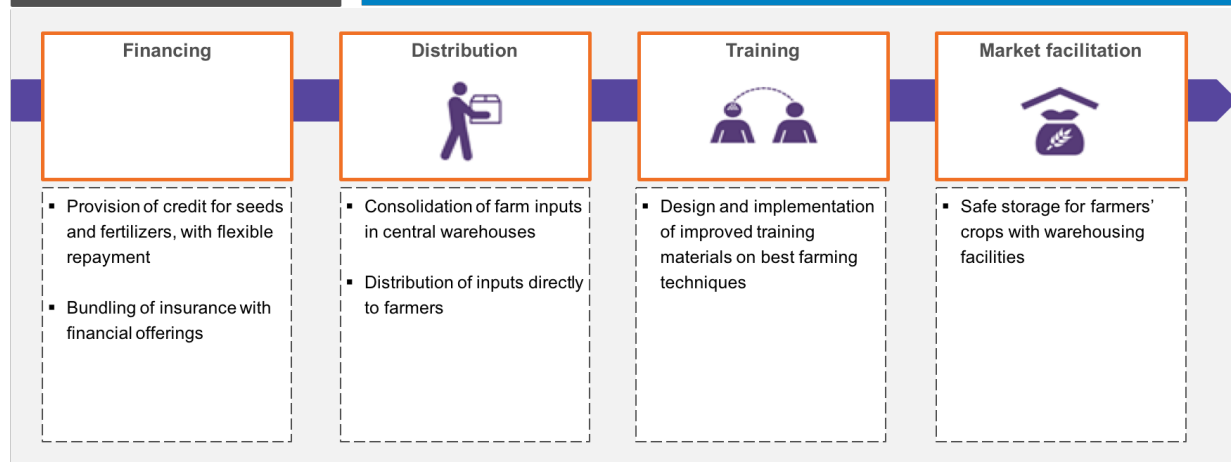 Financing
▪ Provision of credit for seeds
and fertilizers, with flexible
repayment
▪ Bundling of insurance with
financial offerings
Distribution
▪ Consolidation of farm inputs
in central warehouses
▪ Distribution of inputs directly
to farmers
Training
▪ Design and implementation
of improved training
materials on best farming
techniques
Market facilitation
▪ Safe storage for farmers’
crops with warehousing
facilities